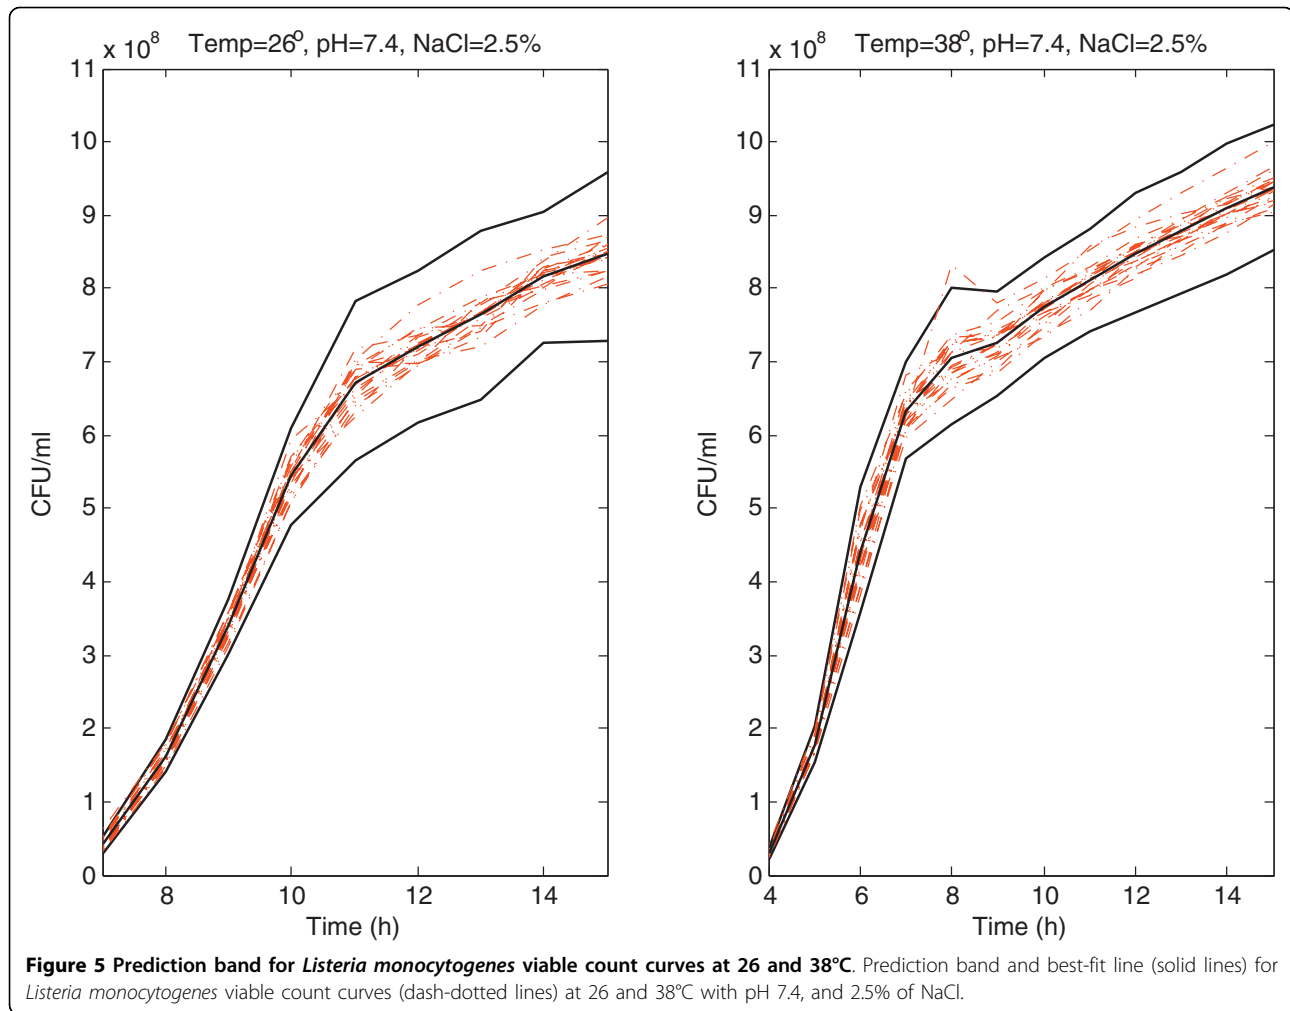 x 10⁸ Temp=26°, pH=7.4, NaCl=2.5%
11
10
9
8
7
6
5
4
3
2
1
0
CFU/ml
8 10 12 14
Time (h)
x 10⁸ Temp=38°, pH=7.4, NaCl=2.5%
11
10
9
8
7
6
5
4
3
2
1
0
CFU/ml
4 6 8 10 12 14
Time (h)
Figure 5 Prediction band for Listeria monocytogenes viable count curves at 26 and 38°C. Prediction band and best-fit line (solid lines) for
Listeria monocytogenes viable count curves (dash-dotted lines) at 26 and 38°C with pH 7.4, and 2.5% of NaCl.